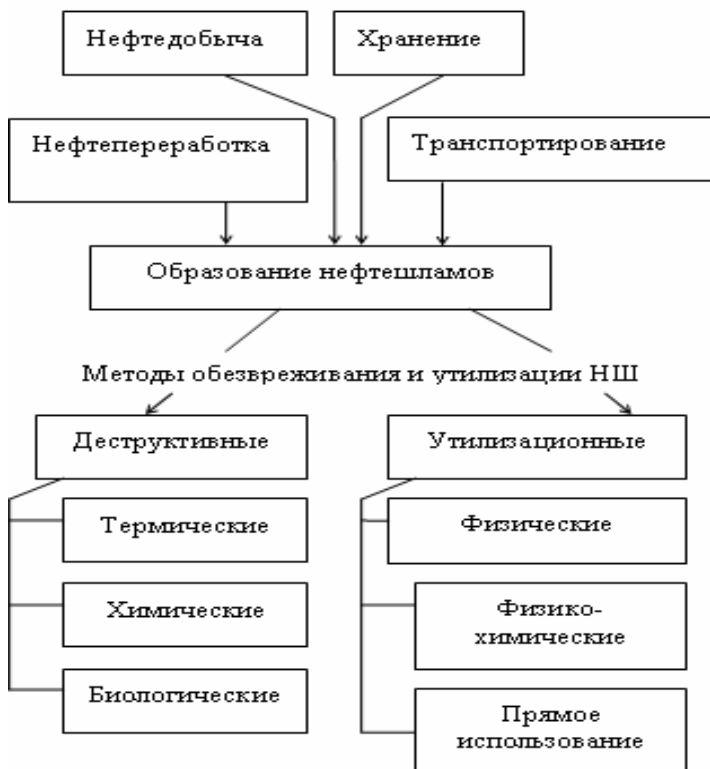 Нефтедобыча
Хранение
Нефтепереработка
Транспортирование
Образование нефтешламов
Методы обезвреживания и утилизации НШ
Деструктивные
Утилизационные
Термические
Физические
Химические
Физико-
химические
Биологические
Прямое
использование